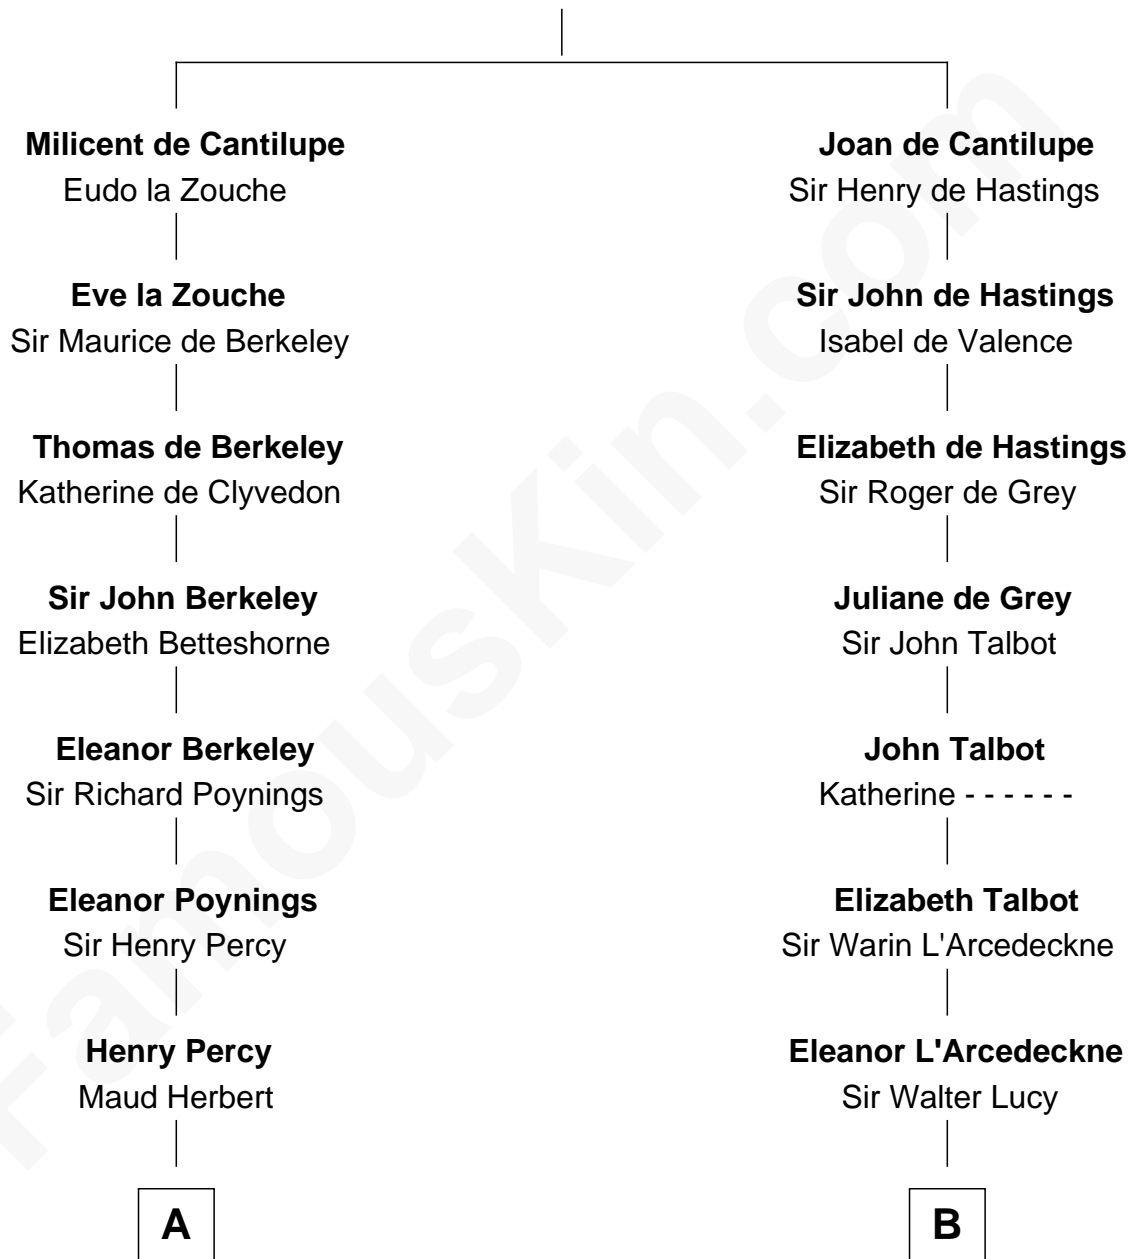 Milicent de Cantilupe
Eudo la Zouche
Eve la Zouche
Sir Maurice de Berkeley
Thomas de Berkeley
Katherine de Clyvedon
Sir John Berkeley
Elizabeth Betteshorne
Eleanor Berkeley
Sir Richard Poynings
Eleanor Poynings
Sir Henry Percy
Henry Percy
Maud Herbert
A
Joan de Cantilupe
Sir Henry de Hastings
Sir John de Hastings
Isabel de Valence
Elizabeth de Hastings
Sir Roger de Grey
Juliane de Grey
Sir John Talbot
John Talbot
Katherine - - - - - -
Elizabeth Talbot
Sir Warin L'Arcedeckne
Eleanor L'Arcedeckne
Sir Walter Lucy
B
FamousKin.com